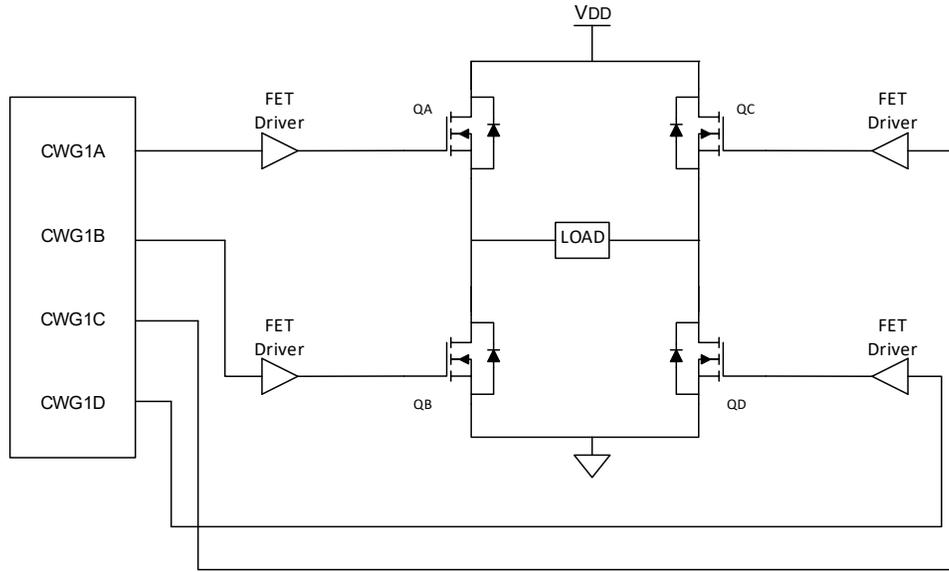 VDD
FET
Driver
QA
QC
FET
Driver
CWG1A
CWG1B
LOAD
CWG1C
FET
Driver
FET
Driver
CWG1D
QB
QD